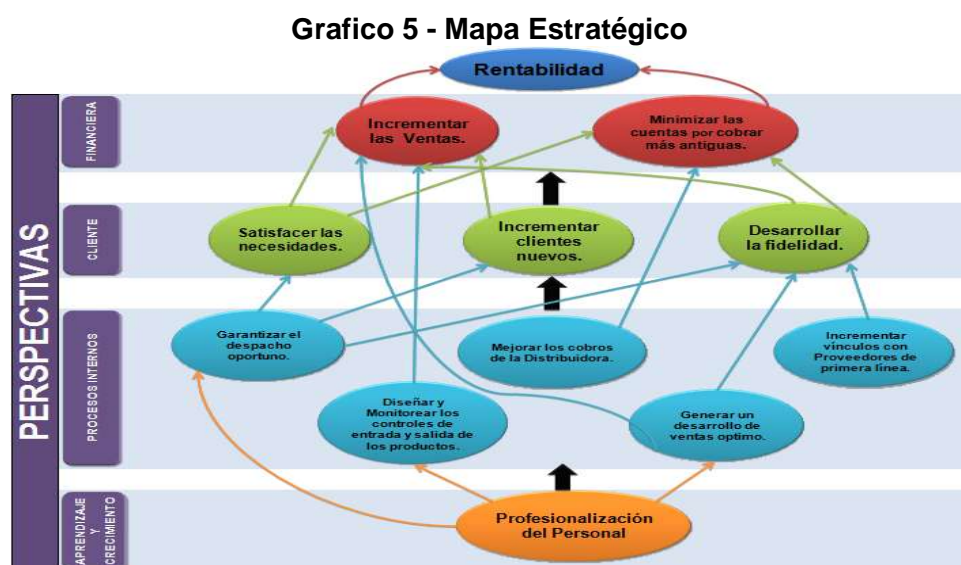 Grafico 5 - Mapa Estratégico
Rentabilidad
PERSPECTIVAS
FINANCIERA
Incrementar
las Ventas.
Minimizar las
cuentas por cobrar
más antiguas.
CLIENTE
Satisfacer las
necesidades.
Incrementar
clientes
nuevos.
Desarrollar
la fidelidad.
PROCESOS INTERNOS
Garantizar el
despacho
oportuno.
Mejorar los cobros
de la Distribuidora.
Incrementar
vínculos con
Proveedores de
primera línea.
Diseñar y
Monitorear los
controles de
entrada y salida de
los productos.
Generar un
desarrollo de
ventas optimo.
APRENDIZAJE
Y
CRECIMIENTO
Profesionalización
del Personal